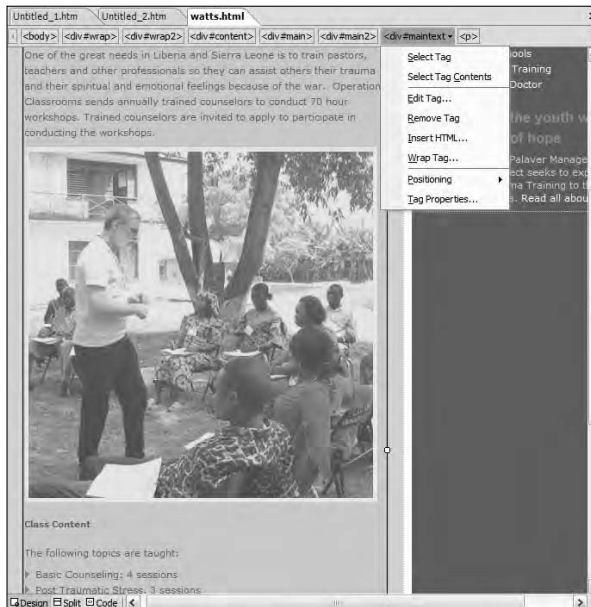 Untitled_1.htm Untitled_2.htm watts.html
<body> <div#wrap> <div#wrap2> <div#content> <div#main> <div#main2> <div#maintext> <p>
One of the great needs in Liberia and Sierra Leone is to train pastors,
teachers and other professionals so they can assist others their trauma
and their spiritual and emotional feelings because of the war. Operation
Classrooms sends annually trained counselors to conduct 70 hour
workshops. Trained counselors are invited to apply to participate in
conducting the workshops.
Select Tag
Select Tag Contents
Edit Tag...
Remove Tag
Insert HTML...
Wrap Tag...
Positioning
Tag Properties...
ools
Training
Doctor
he youth w
of hope
Palaver Manage
ect seeks to exp
ma Training to t
. Read all abou
Class Content
The following topics are taught:
Basic Counseling; 4 sessions
Post Traumatic Stress, 3 sessions
Design Split Code